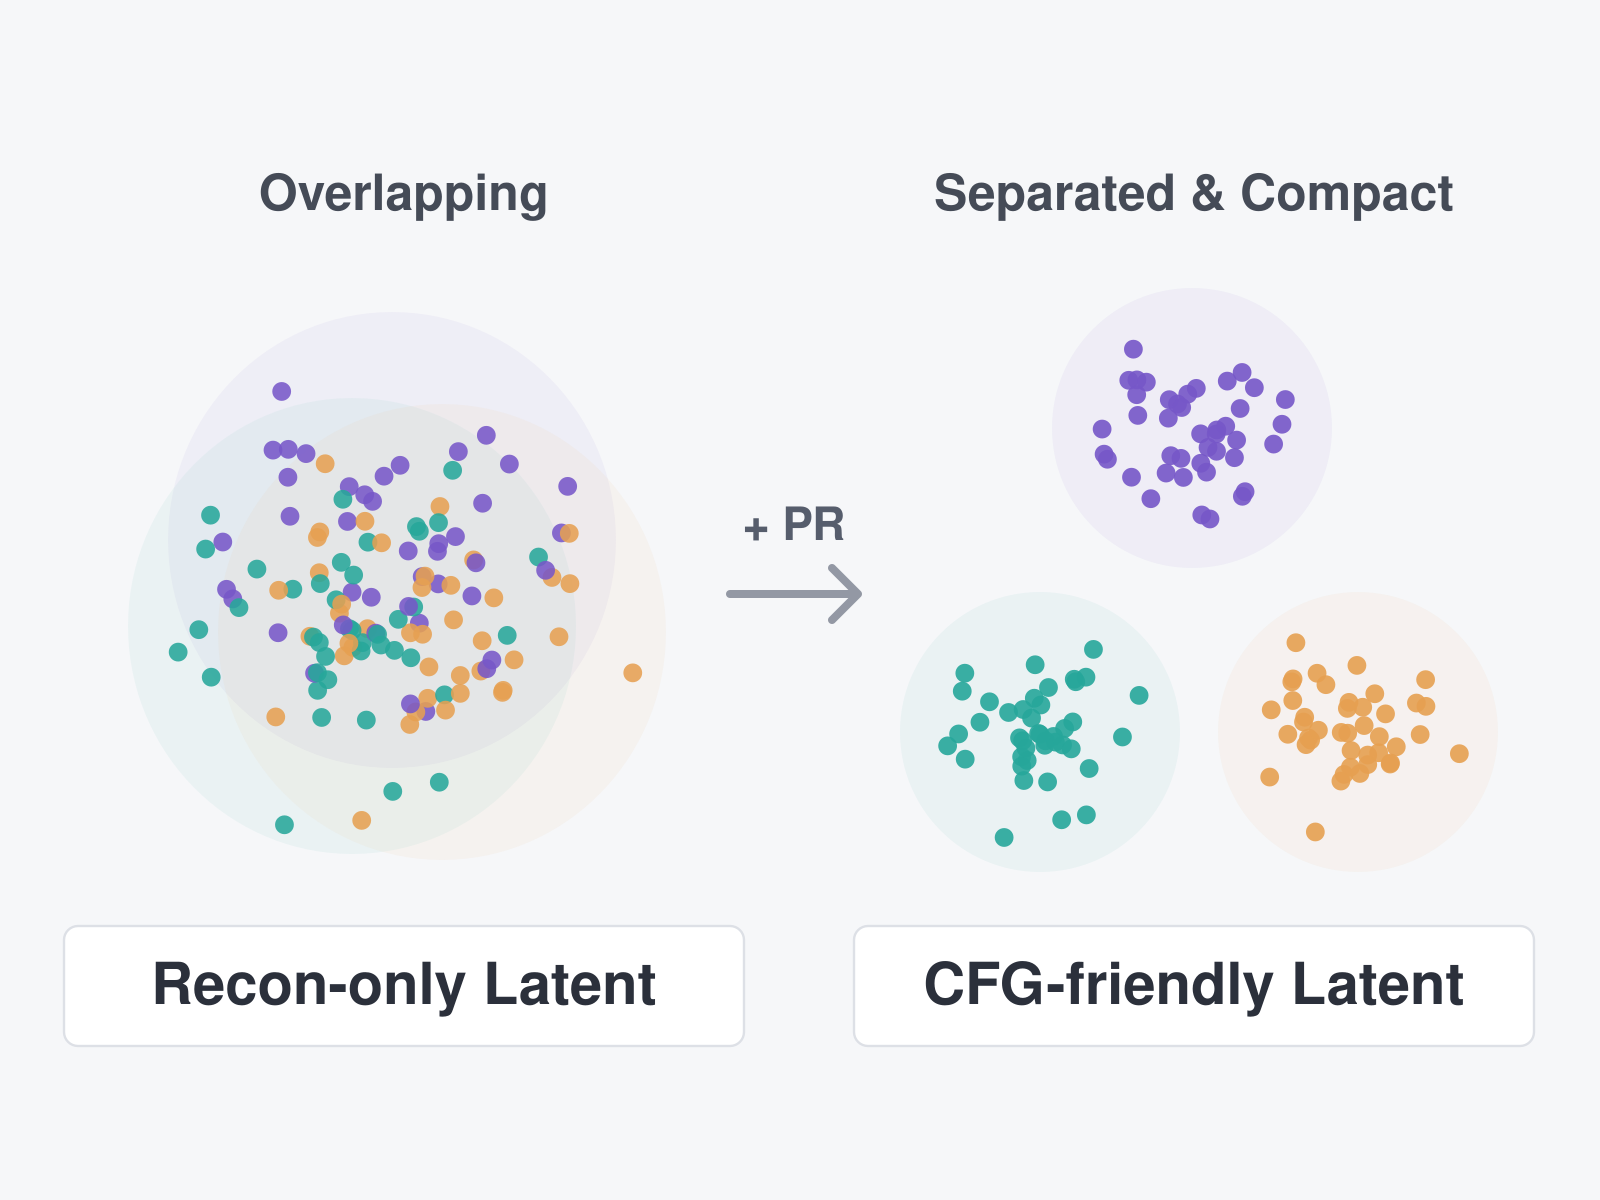 Overlapping
Separated & Compact
+ PR
Recon-only Latent
CFG-friendly Latent